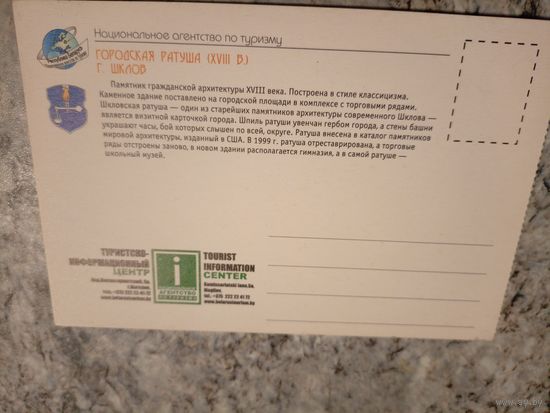 Национальное агентство по туризму
ГОРОДСКАЯ РАТУША (XVIII В.)
Г. ШКЛОВ
Памятник гражданской архитектуры XVIII века. Построена в стиле классицизма.
Каменное здание поставлено на городской площади в комплексе с торговыми рядами.
Шкловская ратуша — один из старейших памятников архитектуры современного Шклова —
является визитной карточкой города. Шпиль ратуши увенчан гербом города, а стены башни
украшают часы, бой которых слышен по всей, округе. Ратуша внесена в каталог памятников
мировой архитектуры, изданный в США. В 1999 г. ратуша отреставрирована, а торговые
ряды отстроены заново, в новом здании располагается гимназия, а в самой ратуше —
школьный музей.
ТУРИСТСКО-
ИНФОРМАЦИОННЫЙ
ЦЕНТР
i
АГЕНТСТВО
TOURIST
INFORMATION
CENTER
Mogilev